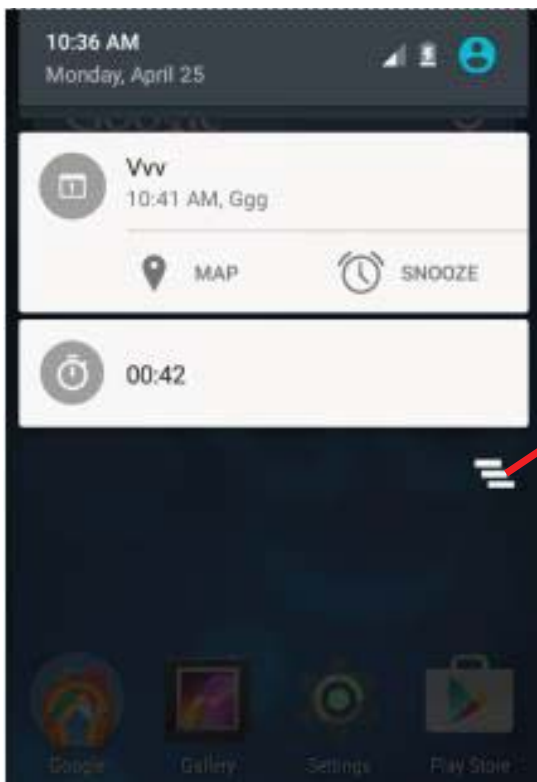 10:36 AM
Monday, April 25
Google
Vvv
10:41 AM, Ggg
MAP
SNOOZE
00:42
Google
Gallery
Settings
Play Store